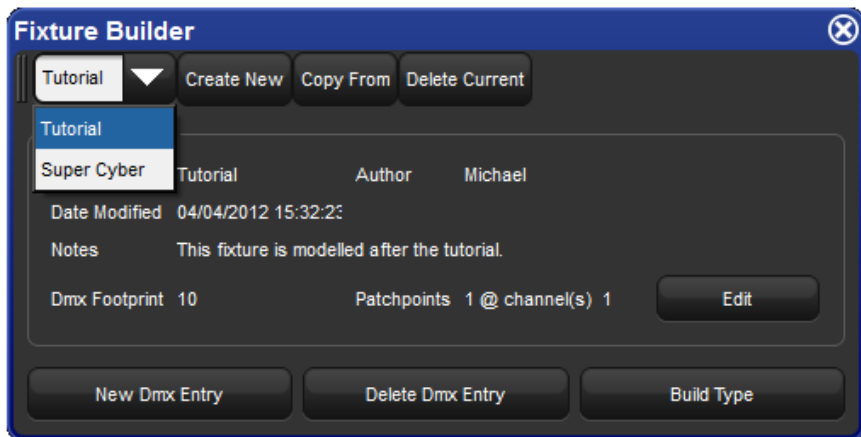 Fixture Builder
Tutorial Create New Copy From Delete Current
Tutorial
Super Cyber
Tutorial Author Michael
Date Modified 04/04/2012 15:32:23
Notes This fixture is modelled after the tutorial.
Dmx Footprint 10 Patchpoints 1 @ channel(s) 1 Edit
New Dmx Entry Delete Dmx Entry Build Type